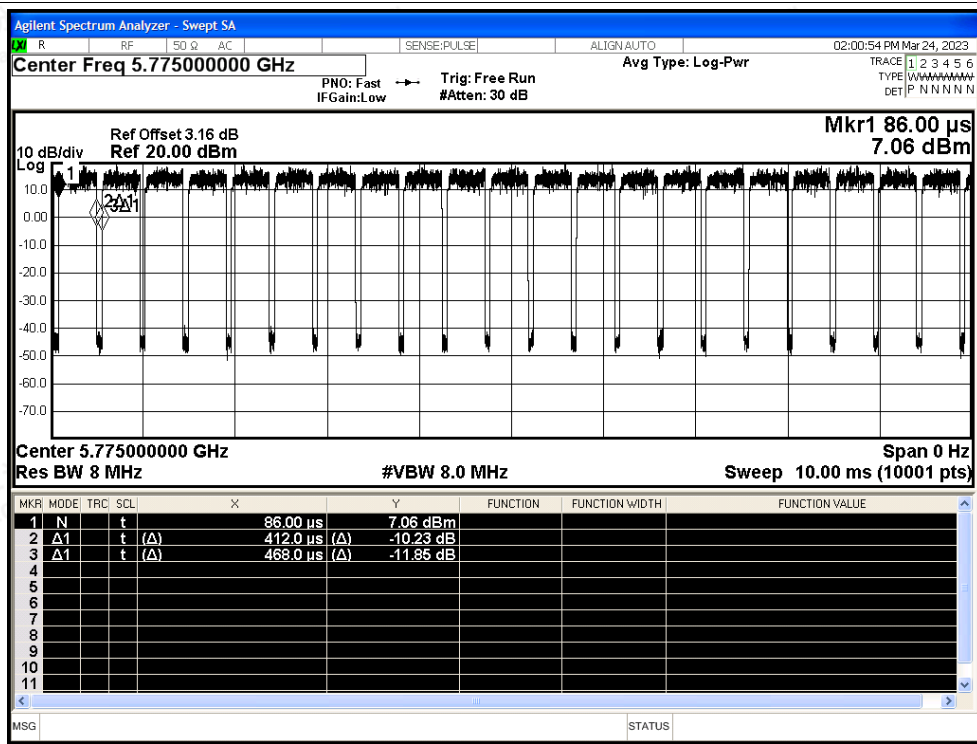 Agilent Spectrum Analyzer - Swept SA
LXI R RF 50 Ω AC SENSE:PULSE ALIGN AUTO 02:00:54 PM Mar 24, 2023
Center Freq 5.775000000 GHz
PNO: Fast
IFGain:Low
Trig: Free Run
#Atten: 30 dB
Avg Type: Log-Pwr
TRACE 1 2 3 4 5 6
TYPE
DET P N N N N N
Mkr1 86.00 µs
7.06 dBm
Ref Offset 3.16 dB
10 dB/div Ref 20.00 dBm
Log
1
2Δ1
3Δ1
10.0
0.00
-10.0
-20.0
-30.0
-40.0
-50.0
-60.0
-70.0
Center 5.775000000 GHz Span 0 Hz
Res BW 8 MHz #VBW 8.0 MHz Sweep 10.00 ms (10001 pts)
MKR MODE TRC SCL X Y FUNCTION FUNCTION WIDTH FUNCTION VALUE
1 N t 86.00 µs 7.06 dBm
2 Δ1 t (Δ) 412.0 µs (Δ) -10.23 dB
3 Δ1 t (Δ) 468.0 µs (Δ) -11.85 dB
4
5
6
7
8
9
10
11
MSG STATUS